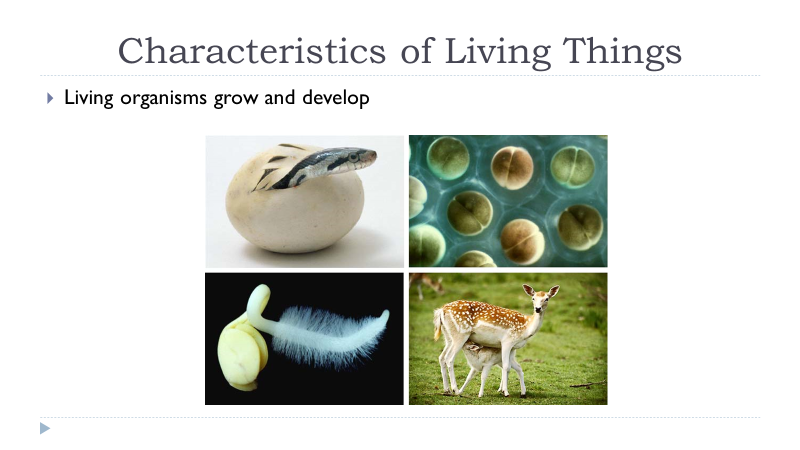 Characteristics of Living Things
Living organisms grow and develop